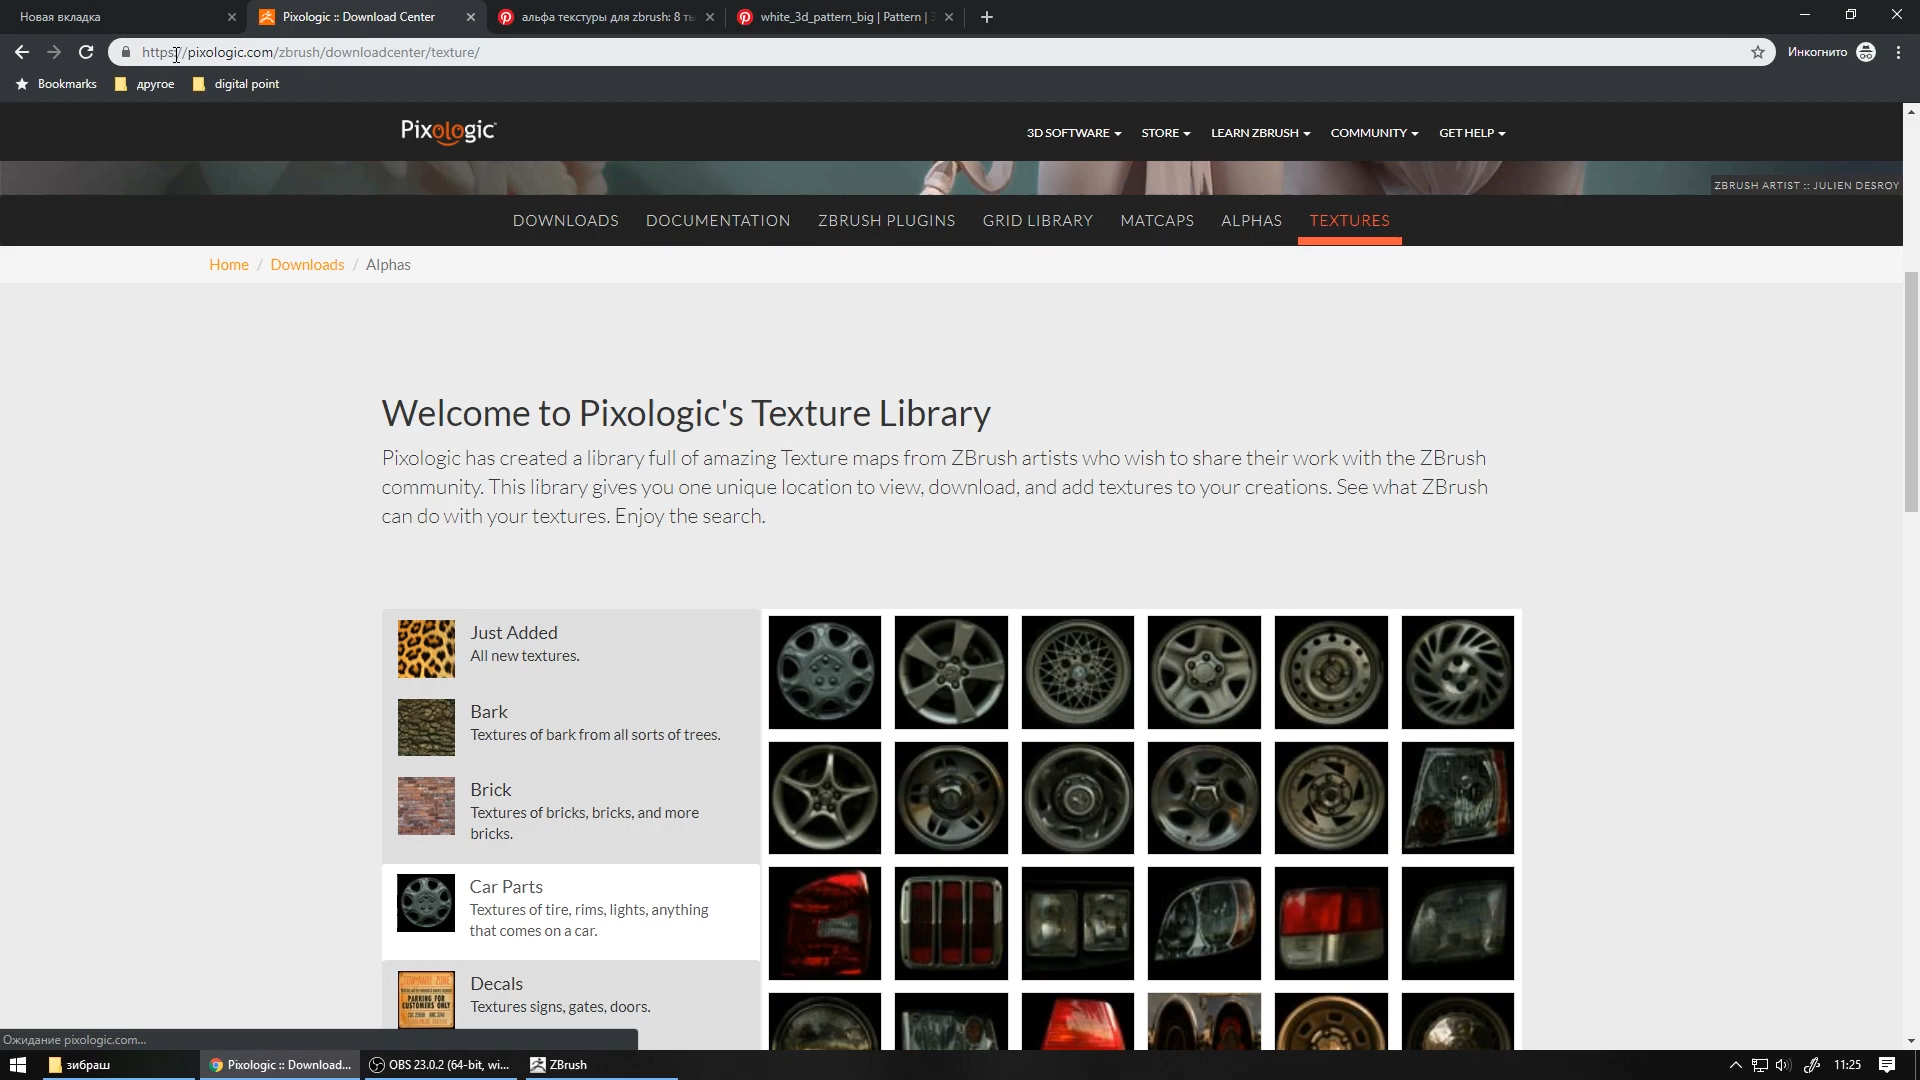 Новая вкладка
Pixologic :: Download Center
альфа текстуры для zbrush: 8 ты
white_3d_pattern_big | Pattern | 3
https://pixologic.com/zbrush/downloadcenter/texture/
Инкогнито
Bookmarks
другое
digital point
Pixologic
3D SOFTWARE
STORE
LEARN ZBRUSH
COMMUNITY
GET HELP
ZBRUSH ARTIST :: JULIEN DESROY
DOWNLOADS
DOCUMENTATION
ZBRUSH PLUGINS
GRID LIBRARY
MATCAPS
ALPHAS
TEXTURES
Home / Downloads / Alphas
Welcome to Pixologic's Texture Library
Pixologic has created a library full of amazing Texture maps from ZBrush artists who wish to share their work with the ZBrush
community. This library gives you one unique location to view, download, and add textures to your creations. See what ZBrush
can do with your textures. Enjoy the search.
Just Added
All new textures.
Bark
Textures of bark from all sorts of trees.
Brick
Textures of bricks, bricks, and more
bricks.
Car Parts
Textures of tire, rims, lights, anything
that comes on a car.
Decals
Textures signs, gates, doors.
PARKING FOR
CUSTOMERS ONLY
Ожидание pixologic.com...
зибраш
Pixologic :: Download...
OBS 23.0.2 (64-bit, wi...
ZBrush
11:25